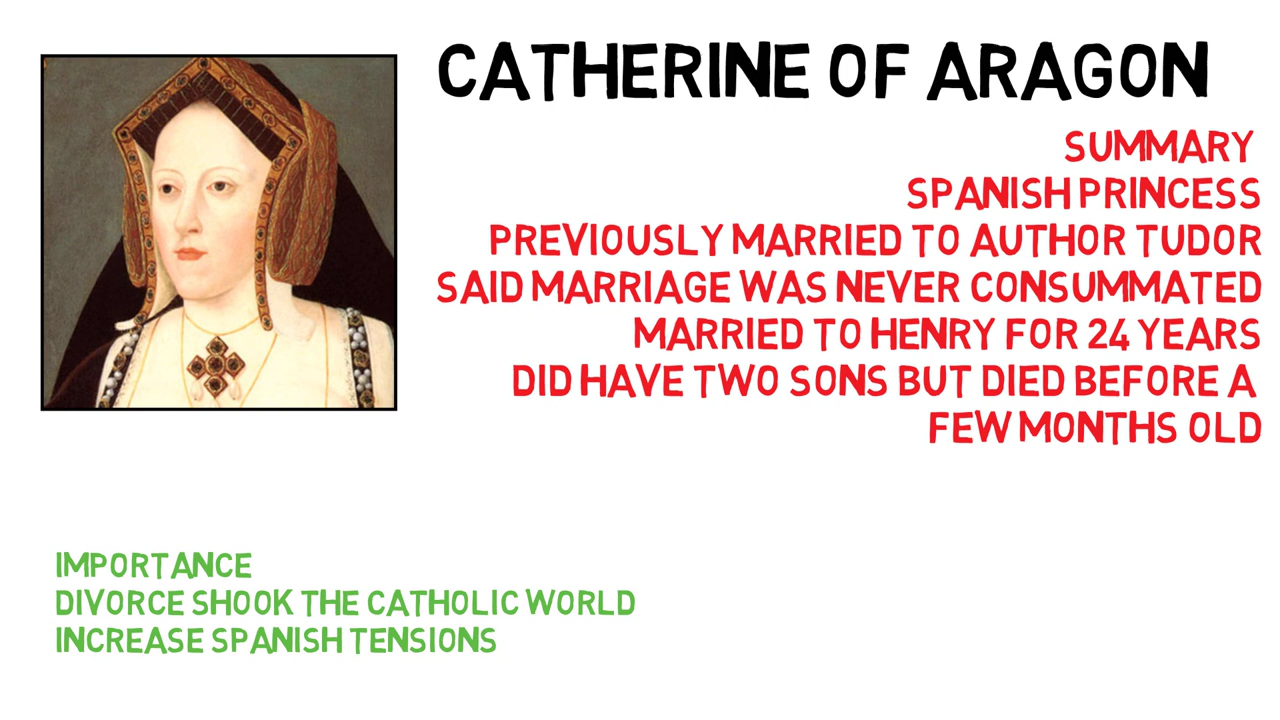 CATHERINE OF ARAGON
SUMMARY
SPANISH PRINCESS
PREVIOUSLY MARRIED TO AUTHOR TUDOR
SAID MARRIAGE WAS NEVER CONSUMMATED
MARRIED TO HENRY FOR 24 YEARS
DID HAVE TWO SONS BUT DIED BEFORE A
FEW MONTHS OLD
IMPORTANCE
DIVORCE SHOOK THE CATHOLIC WORLD
INCREASE SPANISH TENSIONS